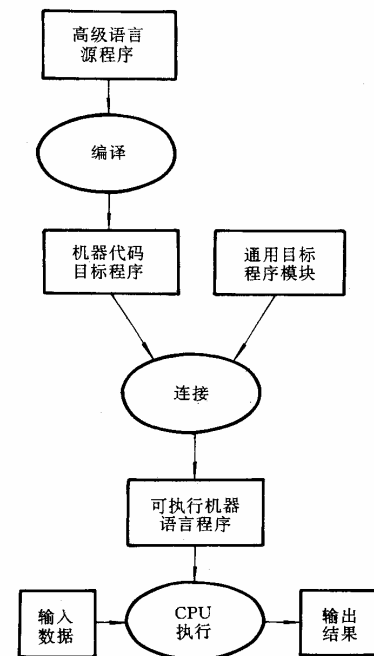 高级语言
源程序
编译
机器代码
目标程序
通用目标
程序模块
连接
可执行机器
语言程序
输入
数据
CPU
执行
输出
结果